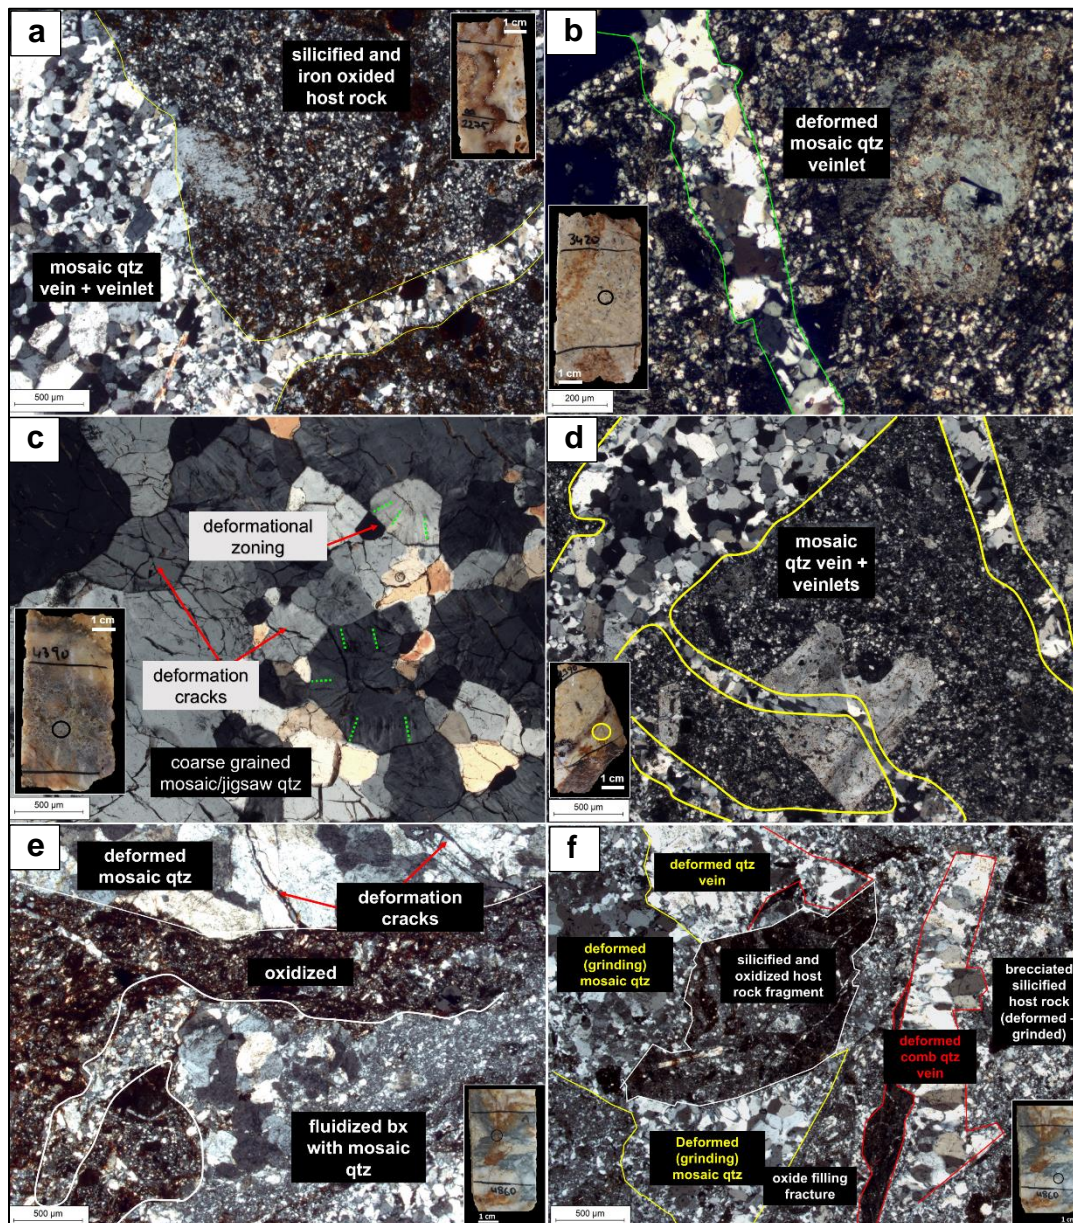 a
silicified and
iron oxided
host rock
1 cm
2275
mosaic qtz
vein + veinlet
500 µm
b
deformed
mosaic qtz
veinlet
3420
1 cm
200 µm
c
deformational
zoning
1 cm
4390
deformation
cracks
coarse grained
mosaic/jigsaw qtz
500 µm
d
mosaic
qtz vein +
veinlets
1 cm
500 µm
e
deformed
mosaic qtz
deformation
cracks
oxidized
fluidized bx
with mosaic
qtz
4860
1 cm
500 µm
f
deformed qtz
vein
deformed
(grinding)
mosaic qtz
silicified and
oxidized host
rock fragment
brecciated
silicified
host rock
(deformed -
grinded)
deformed
comb qtz
vein
Deformed
(grinding)
mosaic qtz
oxide filling
fracture
4860
1 cm
500 µm